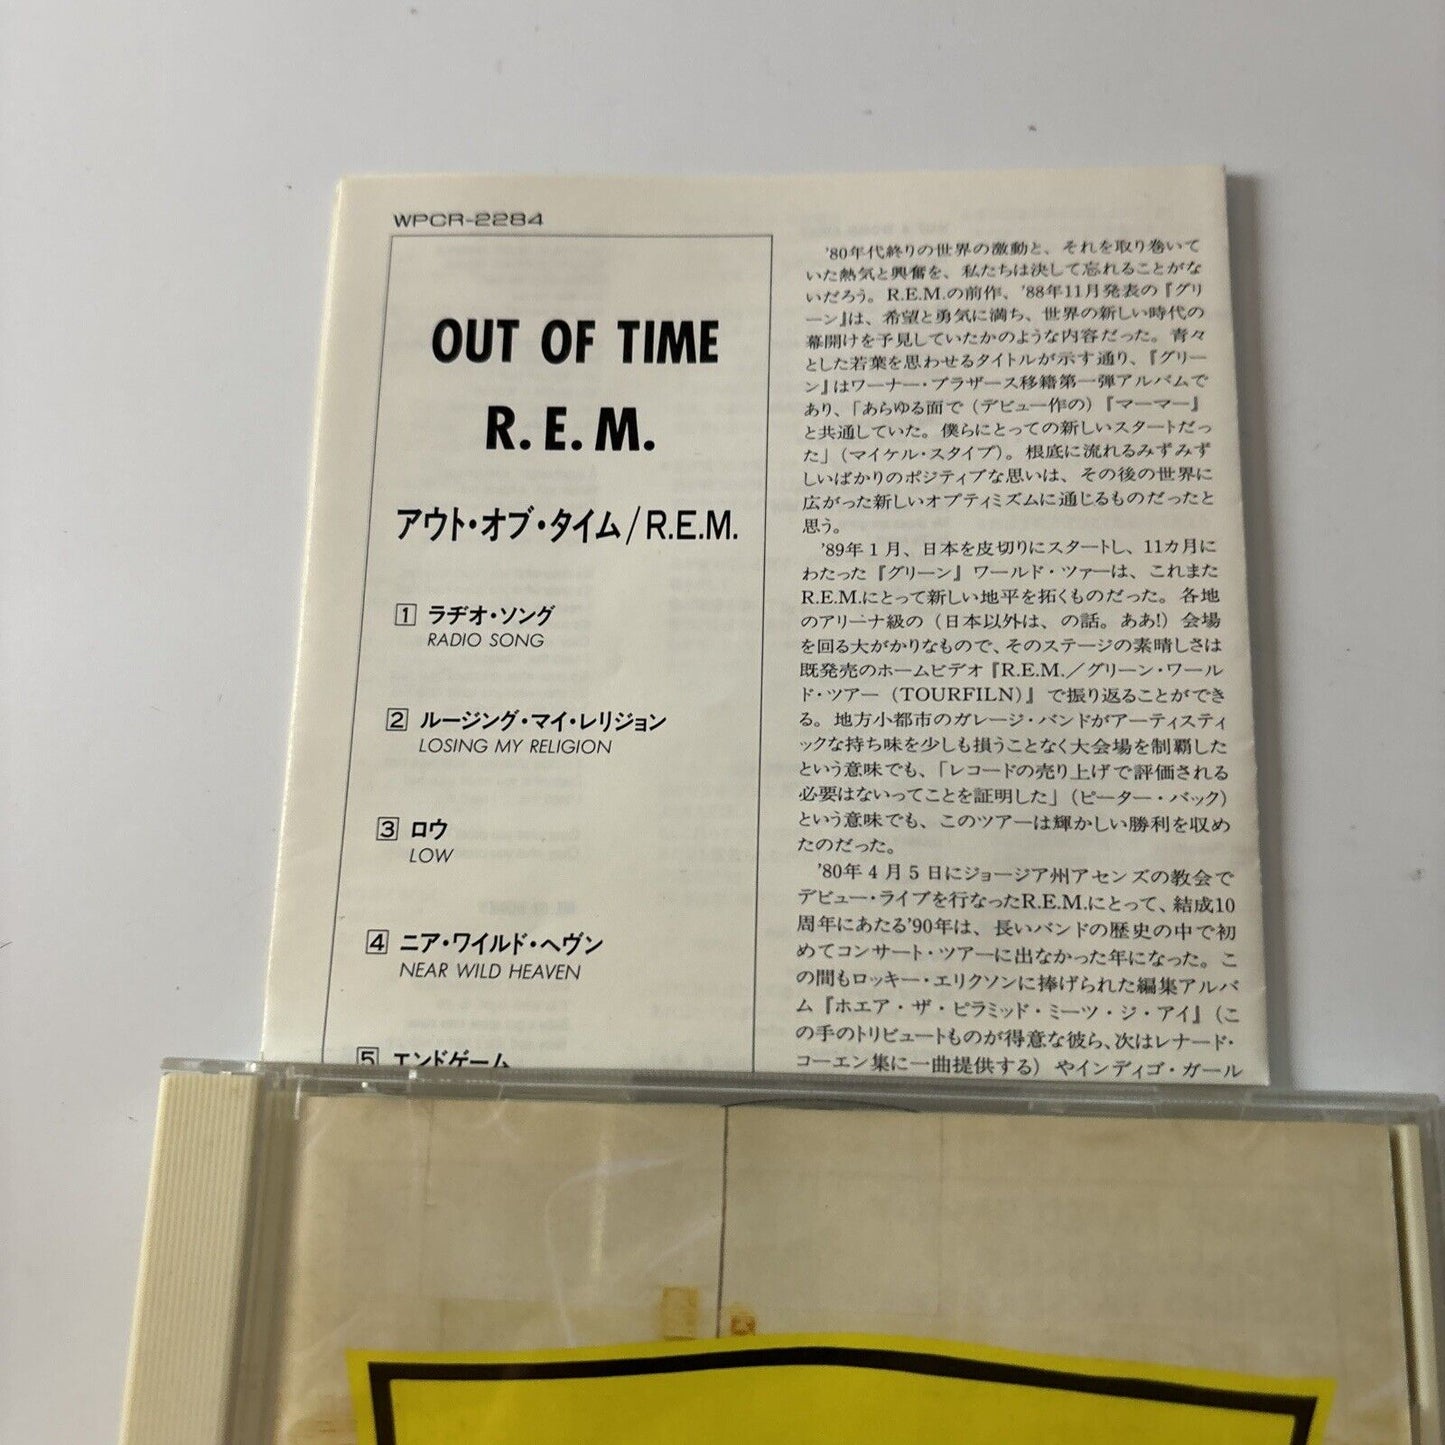 WPCR-2284
OUT OF TIME
R.E.M.
アウト・オブ・タイム/R.E.M.
1 ラヂオ・ソング
RADIO SONG
2 ルージング・マイ・レリジョン
LOSING MY RELIGION
3 ロウ
LOW
4 ニア・ワイルド・ヘヴン
NEAR WILD HEAVEN
5 エンドゲーム
'80年代終りの世界の激動と、それを取り巻いて
いた熱気と興奮を、私たちは決して忘れることがな
いだろう。R.E.M.の前作、'88年11月発表の『グリ
ーン』は、希望と勇気に満ち、世界の新しい時代の
幕開けを予見していたかのような内容だった。青々
とした若葉を思わせるタイトルが示す通り、『グリー
ン』はワーナー・ブラザース移籍第一弾アルバムで
あり、「あらゆる面で（デビュー作の）『マーマー』
と共通していた。僕らにとっての新しいスタートだっ
た」（マイケル・スタイプ）。根底に流れるみずみず
しいばかりのポジティブな思いは、その後の世界に
広がった新しいオプティミズムに通じるものだったと
思う。
'89年1月、日本を皮切りにスタートし、11カ月に
わたった『グリーン』ワールド・ツァーは、これまた
R.E.M.にとって新しい地平を拓くものだった。各地
のアリーナ級の（日本以外は、の話。ああ!）会場
を回る大がかりなもので、そのステージの素晴しさは
既発売のホームビデオ『R.E.M.／グリーン・ワール
ド・ツアー（TOURFILN）』で振り返ることができ
る。地方小都市のガレージ・バンドがアーティスティ
ックな持ち味を少しも損うことなく大会場を制覇した
という意味でも、「レコードの売り上げで評価される
必要はないってことを証明した」（ピーター・バック）
という意味でも、このツアーは輝かしい勝利を収め
たのだった。
'80年4月5日にジョージア州アセンズの教会で
デビュー・ライブを行なったR.E.M.にとって、結成10
周年にあたる'90年は、長いバンドの歴史の中で初
めてコンサート・ツアーに出なかった年になった。こ
の間もロッキー・エリクソンに捧げられた編集アルバ
ム『ホエア・ザ・ピラミッド・ミーツ・ジ・アイ』（こ
の手のトリビュートものが得意な彼ら、次はレナード・
コーエン集に一曲提供する）やインディゴ・ガール